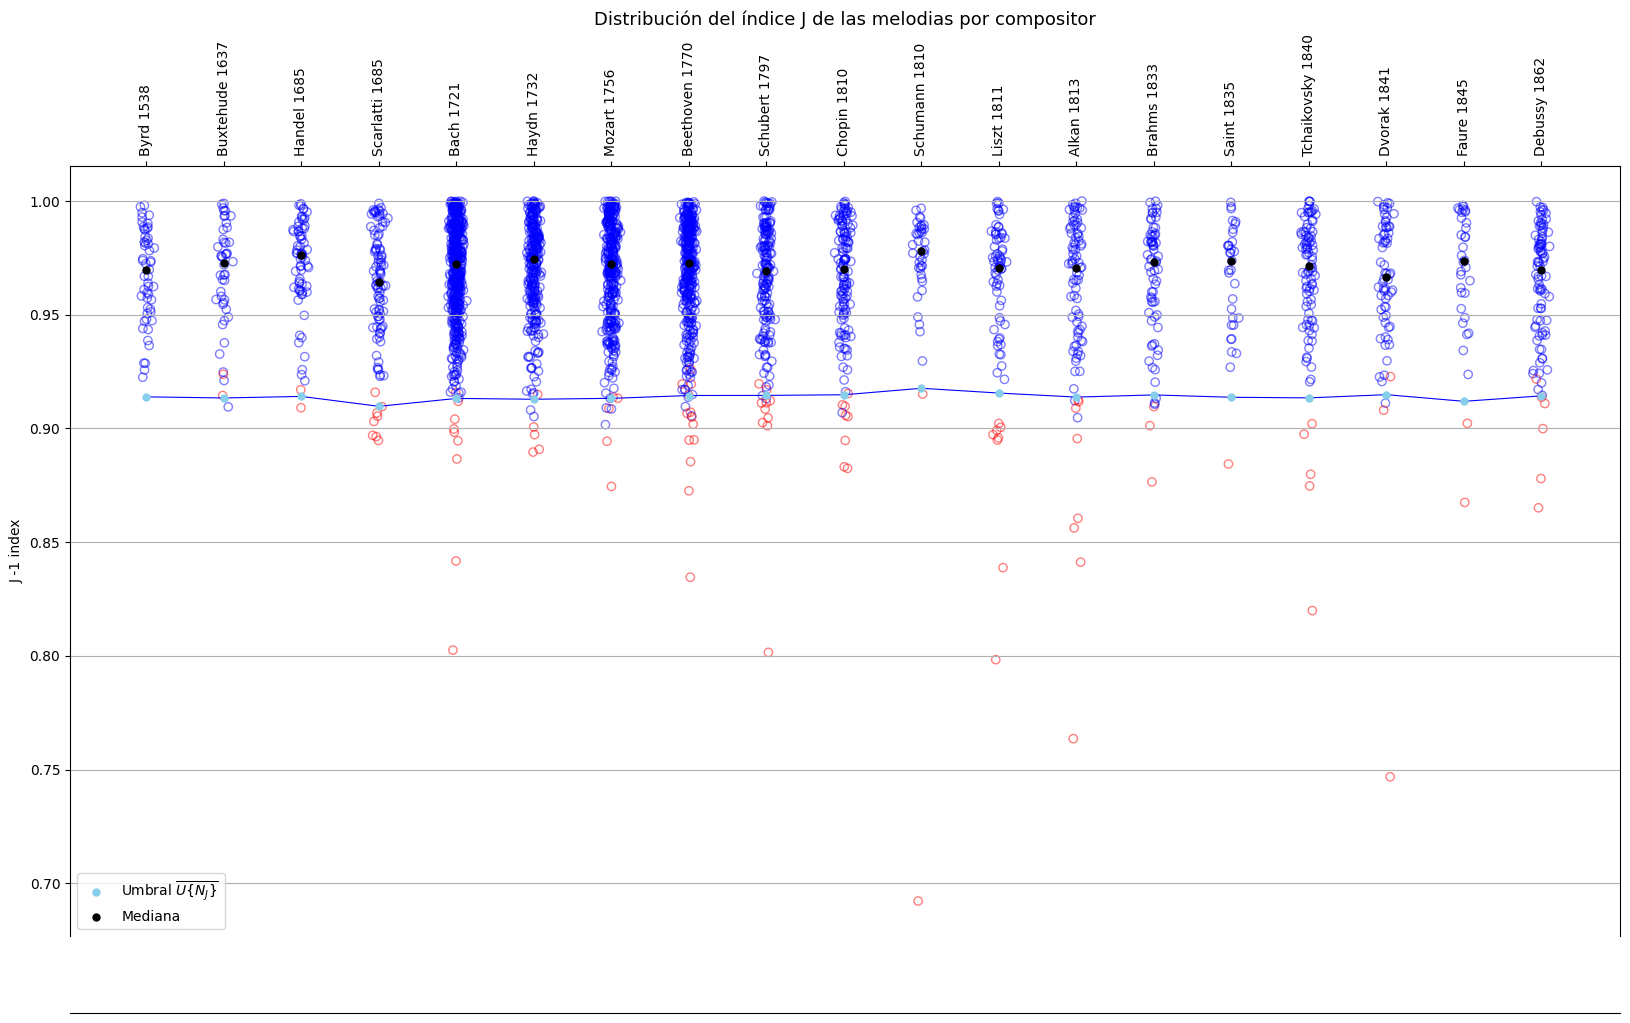 Distribución del índice J de las melodias por compositor
Byrd 1538
Buxtehude 1637
Handel 1685
Scarlatti 1685
Bach 1721
Haydn 1732
Mozart 1756
Beethoven 1770
Schubert 1797
Chopin 1810
Schumann 1810
Liszt 1811
Alkan 1813
Brahms 1833
Saint 1835
Tchaikovsky 1840
Dvorak 1841
Faure 1845
Debussy 1862
J -1 index
1.00
0.95
0.90
0.85
0.80
0.75
0.70
Umbral U{N_J}
Mediana